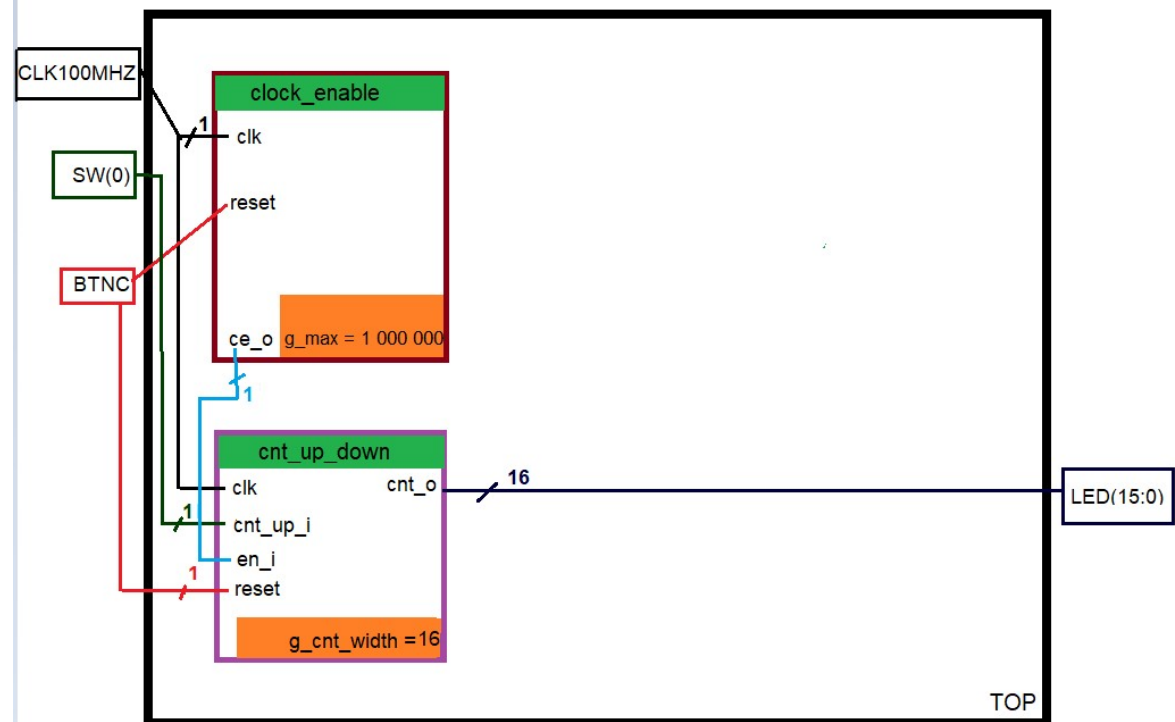 CLK100MHZ
clock_enable
1
clk
SW(0)
reset
BTNC
ce_o
g_max = 1 000 000
1
cnt_up_down
clk
cnt_o
16
LED(15:0)
1
cnt_up_i
en_i
1
reset
g_cnt_width =16
TOP